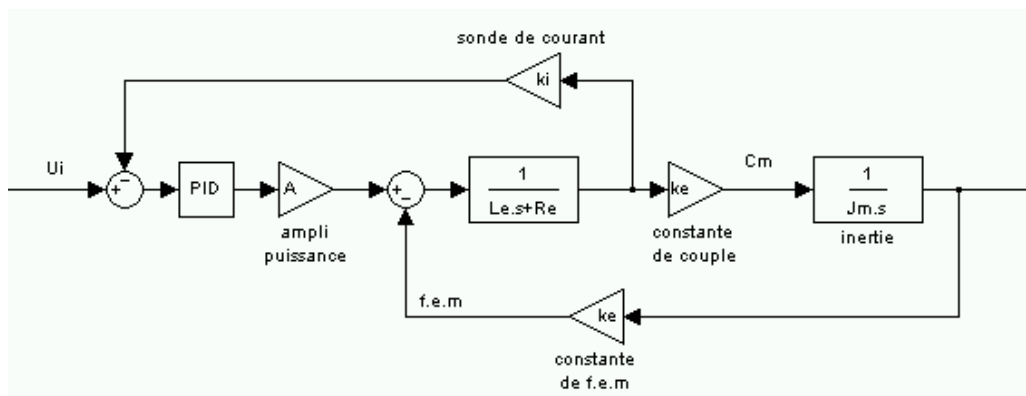 sonde de courant
ki
Ui
+
-
PID
A
ampli
puissance
+
-
1
Le.s+Re
ke
constante
de couple
Cm
1
Jm.s
inertie
f.e.m
ke
constante
de f.e.m